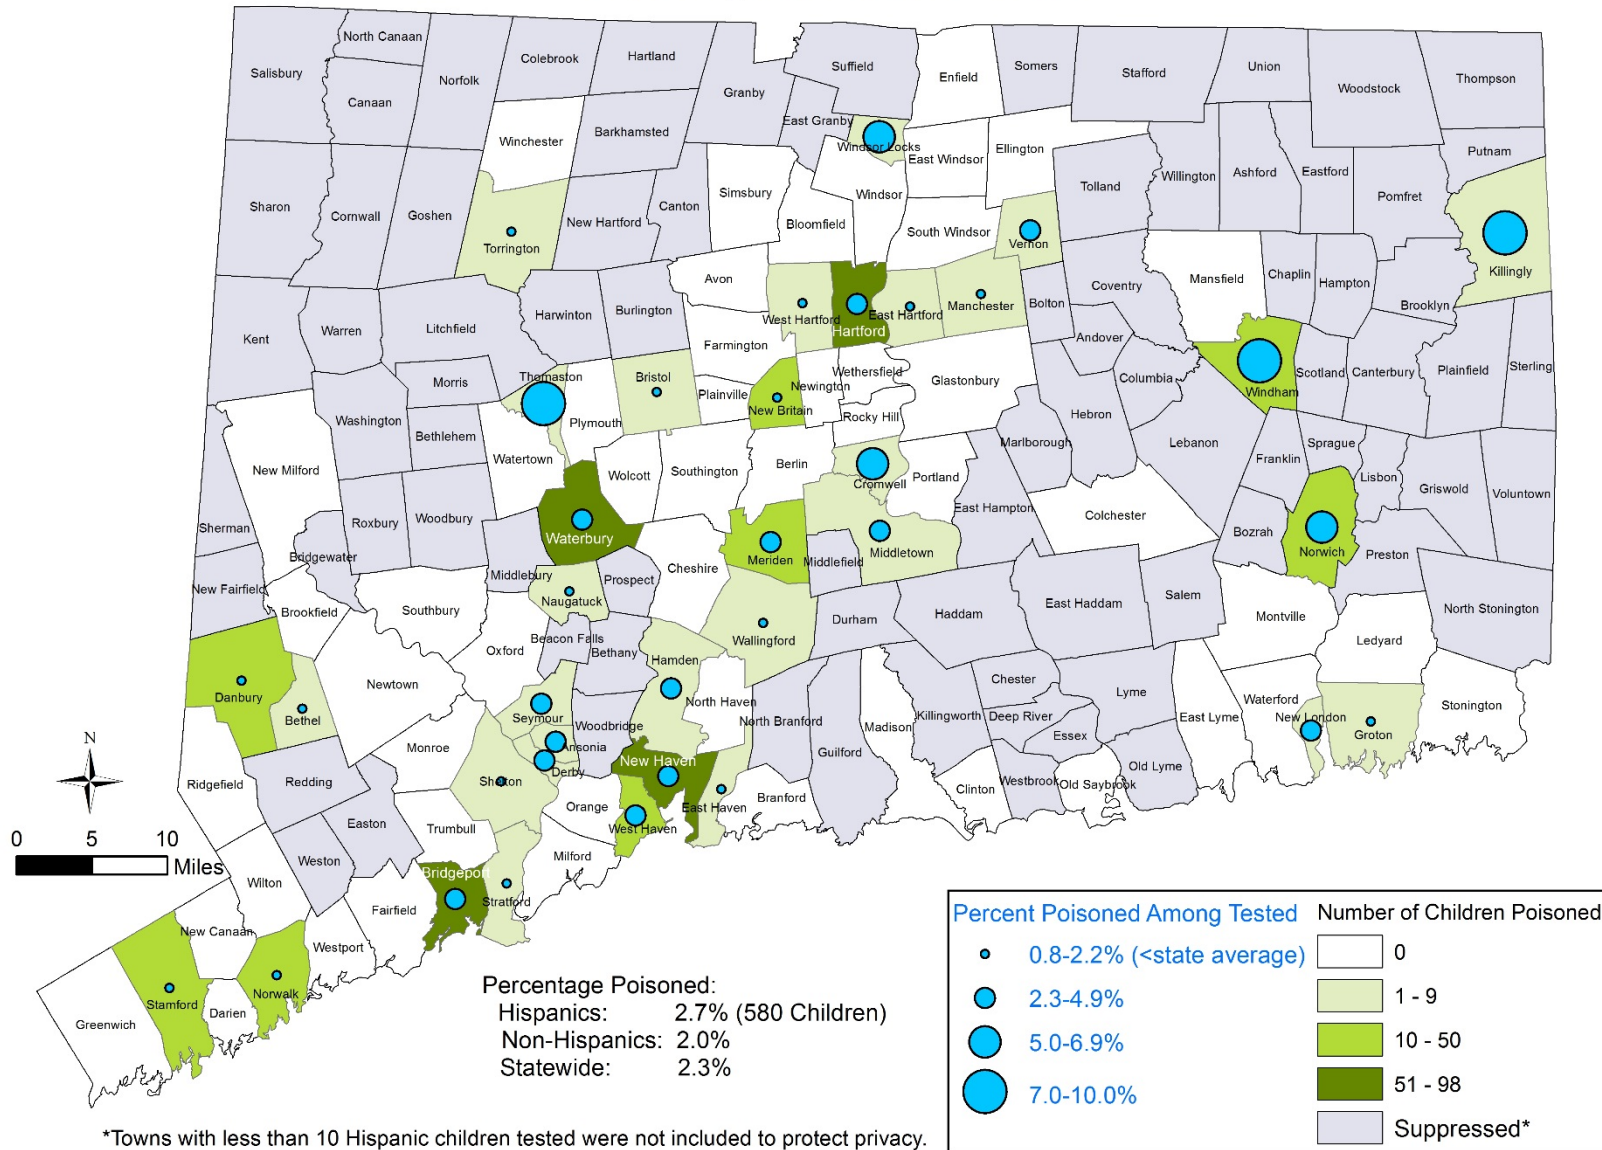 North Canaan
Salisbury
Canaan
Norfolk
Colebrook
Hartland
Granby
Suffield
East Granby
Enfield
Somers
Stafford
Union
Woodstock
Thompson
Winchester
Barkhamsted
Windsor Locks
East Windsor
Ellington
Putnam
Sharon
Cornwall
Goshen
Torrington
New Hartford
Canton
Simsbury
Bloomfield
Windsor
South Windsor
Vernon
Tolland
Willington
Ashford
Eastford
Pomfret
Killingly
Kent
Warren
Litchfield
Harwinton
Burlington
Avon
West Hartford
Hartford
East Hartford
Manchester
Bolton
Coventry
Mansfield
Chaplin
Hampton
Brooklyn
Farmington
Andover
Columbia
Windham
Scotland
Canterbury
Plainfield
Sterling
Morris
Thomaston
Bristol
Plainville
New Britain
Newington
Wethersfield
Glastonbury
Rocky Hill
Hebron
Washington
Bethlehem
Plymouth
Watertown
Wolcott
Southington
Berlin
Cromwell
Portland
Marlborough
Lebanon
Franklin
Sprague
Lisbon
Griswold
Voluntown
New Milford
Sherman
Roxbury
Woodbury
Bridgewater
Waterbury
Middlebury
Prospect
Cheshire
Meriden
Middlefield
Middletown
East Hampton
Colchester
Bozrah
Norwich
Preston
New Fairfield
Brookfield
Southbury
Naugatuck
Beacon Falls
Bethany
Oxford
Wallingford
Durham
Haddam
East Haddam
Salem
Montville
Ledyard
North Stonington
Danbury
Bethel
Newtown
Seymour
Woodbridge
Hamden
North Haven
North Branford
Guilford
Madison
Killingworth
Chester
Deep River
Essex
Lyme
East Lyme
Waterford
New London
Groton
Stonington
Ansonia
Derby
Shelton
Monroe
New Haven
Orange
West Haven
East Haven
Branford
Clinton
Westbrook
Old Saybrook
Old Lyme
Ridgefield
Redding
Easton
Weston
Trumbull
Milford
Bridgeport
Stratford
Wilton
Fairfield
Westport
New Canaan
Norwalk
Stamford
Darien
Greenwich
N
0 5 10
Miles
Percentage Poisoned:
Hispanics: 2.7% (580 Children)
Non-Hispanics: 2.0%
Statewide: 2.3%
Percent Poisoned Among Tested
0.8-2.2% (<state average)
2.3-4.9%
5.0-6.9%
7.0-10.0%
Number of Children Poisoned
0
1 - 9
10 - 50
51 - 98
Suppressed*
*Towns with less than 10 Hispanic children tested were not included to protect privacy.